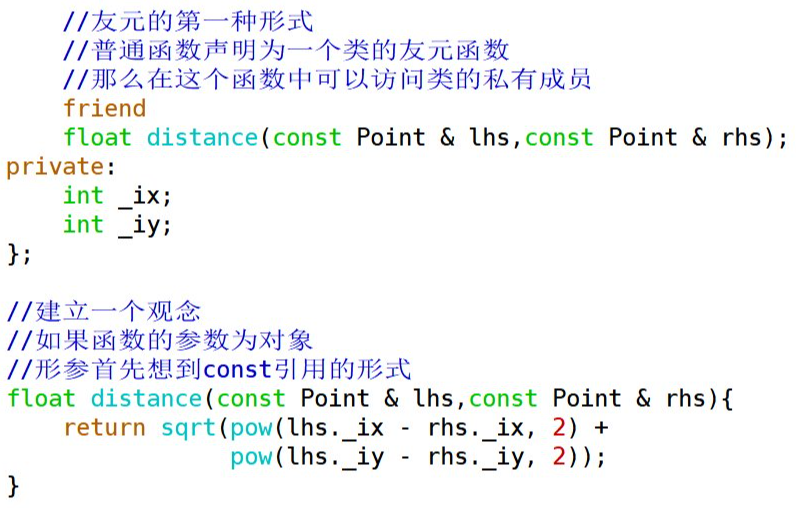 //友元的第一种形式
//普通函数声明为一个类的友元函数
//那么在这个函数中可以访问类的私有成员
friend
float distance(const Point & lhs,const Point & rhs);
private:
int _ix;
int _iy;
};
//建立一个观念
//如果函数的参数为对象
//形参首先想到const引用的形式
float distance(const Point & lhs,const Point & rhs){
return sqrt(pow(lhs._ix - rhs._ix, 2) +
pow(lhs._iy - rhs._iy, 2));
}